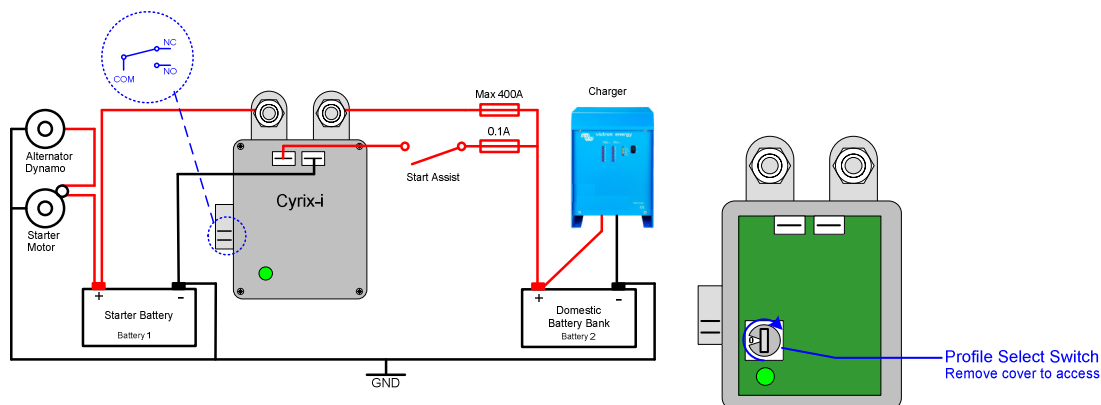 NC
NO
COM
Max 400A
Charger
0.1A
victron energy
Alternator
Dynamo
Start Assist
Cyrix-i
Starter
Motor
+
-
Starter Battery
Battery 1
+
-
Domestic
Battery Bank
Battery 2
GND
Profile Select Switch
Remove cover to access